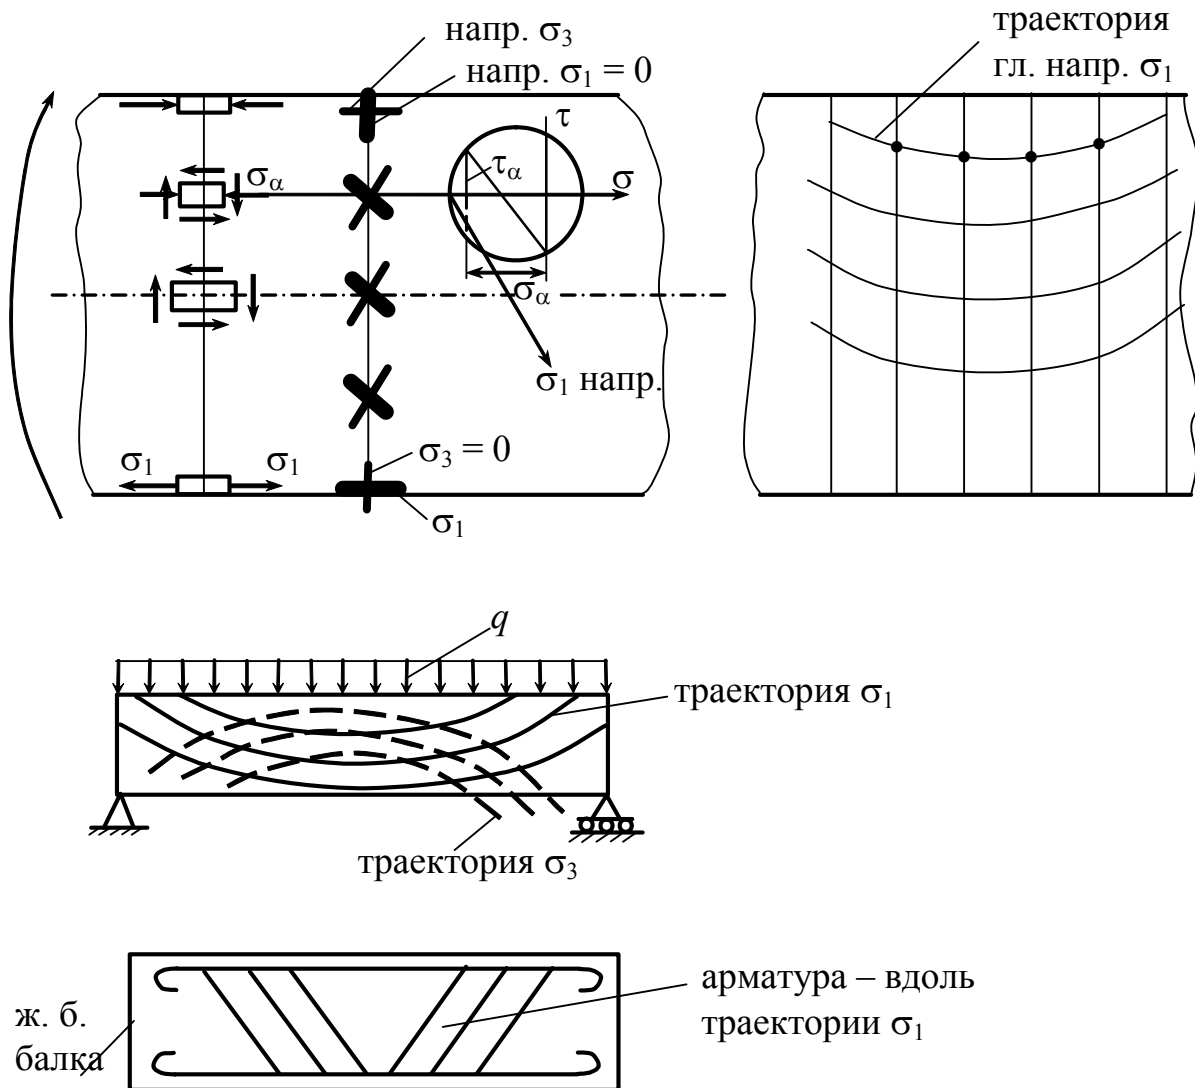 напр. σ₃
напр. σ₁ = 0
траектория
гл. напр. σ₁
τ
τα
σα
σ
σα
σ₁ напр.
σ₁
σ₁
σ₃ = 0
σ₁
q
траектория σ₁
траектория σ₃
арматура – вдоль
траектории σ₁
ж. б.
балка